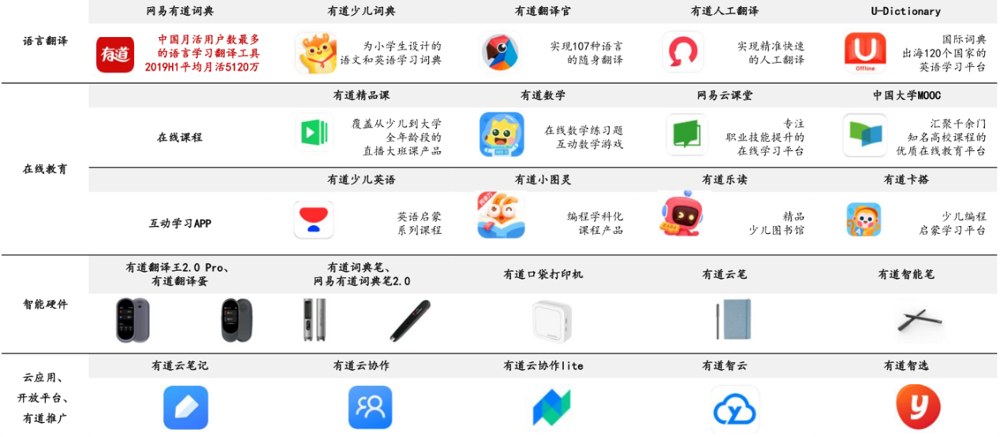 网易有道词典
有道少儿词典
有道翻译官
有道人工翻译
U-Dictionary
语言翻译
有道
中国月活用户数最多
的语言学习翻译工具
2019H1平均月活5120万
为小学生设计的
语文和英语学习词典
实现107种语言
的随身翻译
实现精准快速
的人工翻译
U
Offline
国际词典
出海120个国家的
英语学习平台
在线教育
在线课程
有道精品课
有道数学
网易云课堂
中国大学MOOC
覆盖从少儿到大学
全年龄段的
直播大班课产品
在线数学练习题
互动数学游戏
专注
职业技能提升的
在线学习平台
汇聚千余门
知名高校课程的
优质在线教育平台
互动学习APP
有道少儿英语
有道小图灵
有道乐读
有道卡搭
英语启蒙
系列课程
编程学科化
课程产品
精品
少儿图书馆
少儿编程
启蒙学习平台
智能硬件
有道翻译王2.0 Pro、
有道翻译蛋
有道词典笔、
网易有道词典笔2.0
有道口袋打印机
有道云笔
有道智能笔
云应用、
开放平台、
有道推广
有道云笔记
有道云协作
有道云协作lite
有道智云
有道智选
y
y